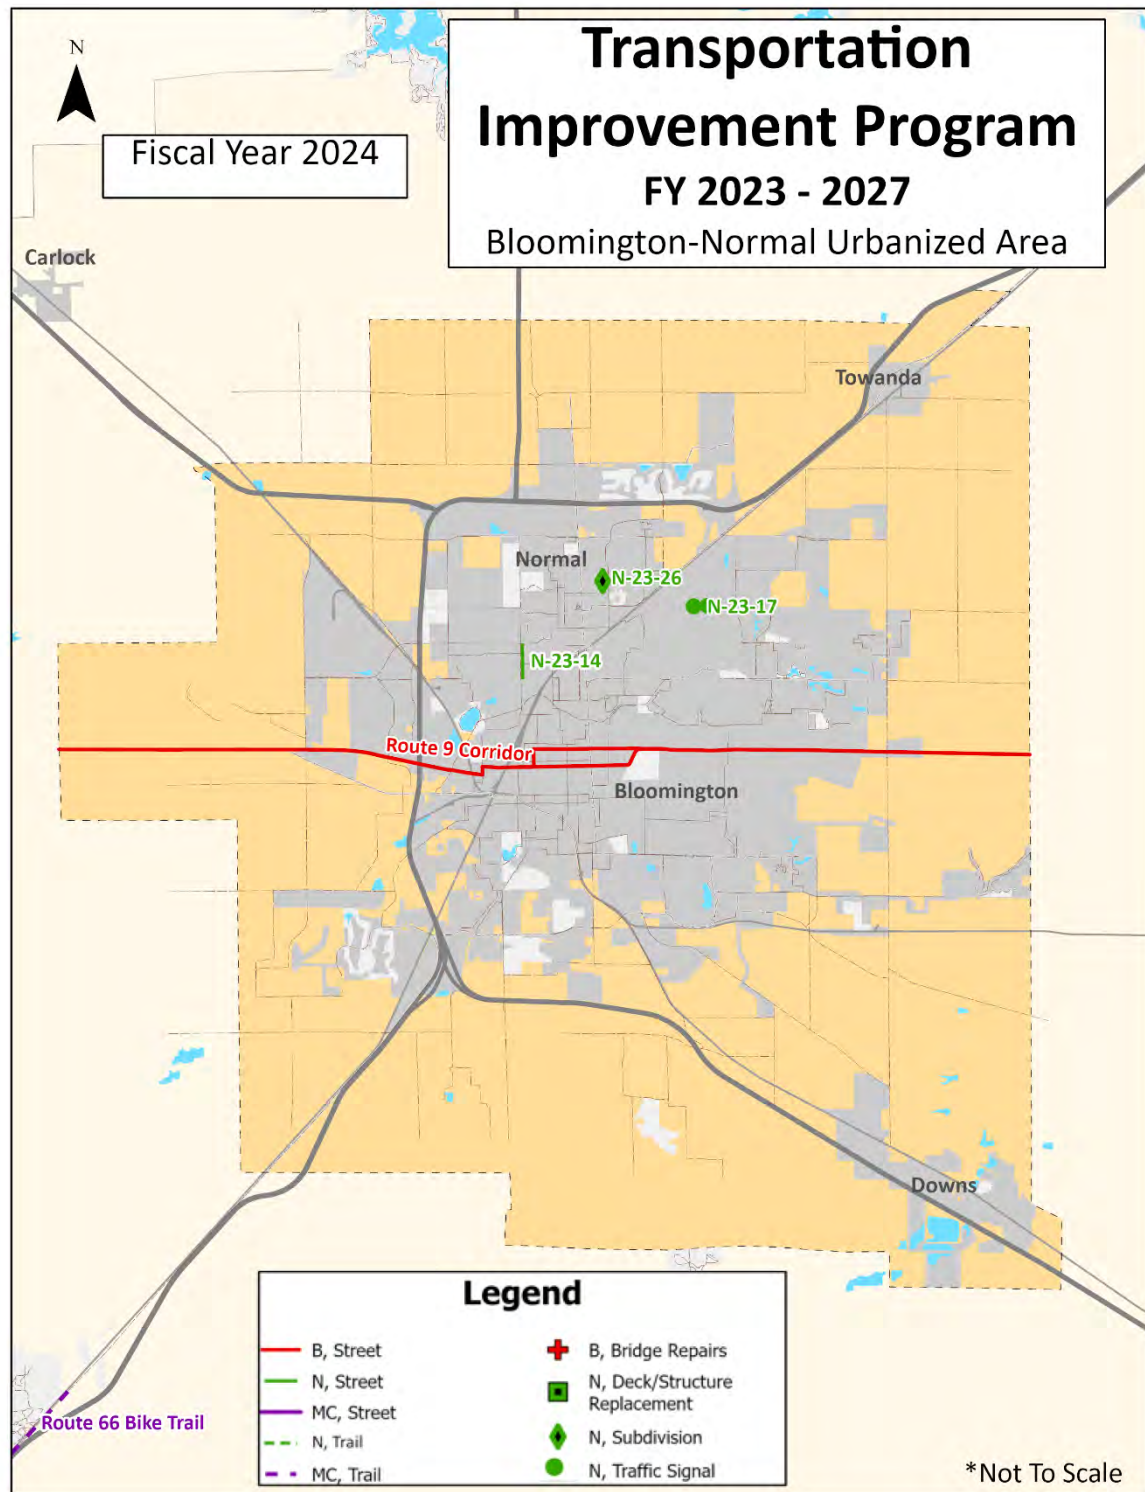 Transportation
Improvement Program
FY 2023 - 2027
Bloomington-Normal Urbanized Area
N
Fiscal Year 2024
Carlock
Towanda
Normal
N-23-26
N-23-17
N-23-14
Route 9 Corridor
Bloomington
Downs
Legend
B, Street
N, Street
MC, Street
N, Trail
MC, Trail
B, Bridge Repairs
N, Deck/Structure
Replacement
N, Subdivision
N, Traffic Signal
Route 66 Bike Trail
*Not To Scale